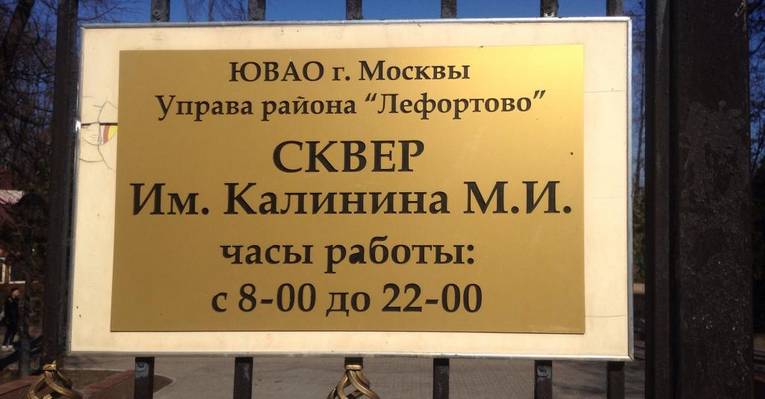 ЮВАО г. Москвы
Управа района “Лефортово”
СКВЕР
Им. Калинина М.И.
часы работы:
с 8-00 до 22-00